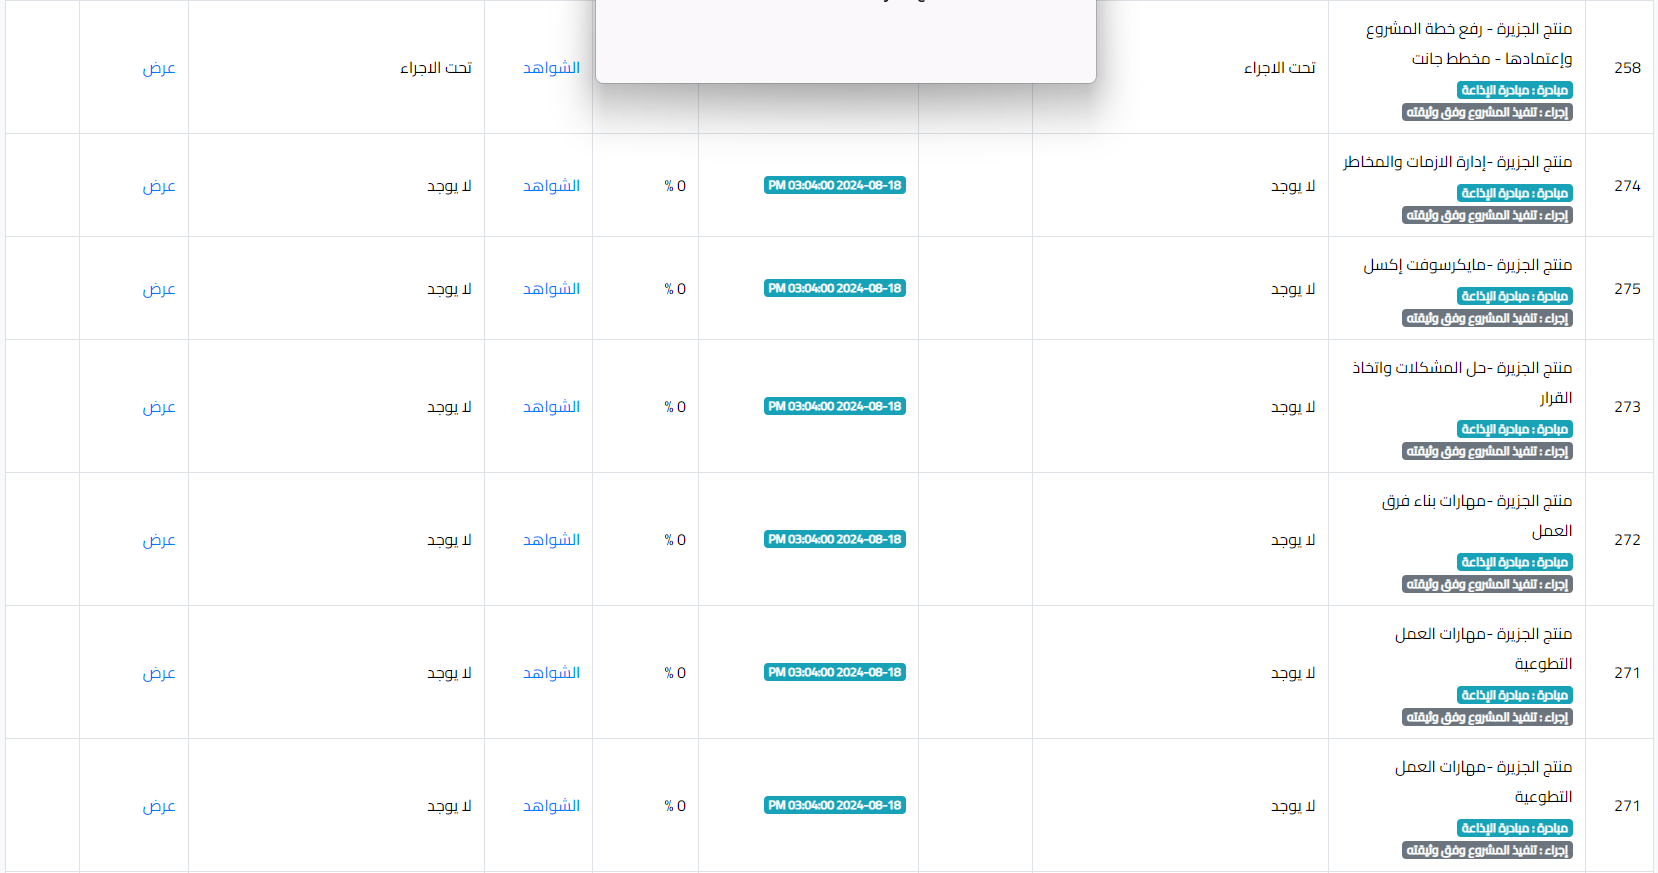 258
منتج الجزيرة - رفع خطة المشروع
وإعتمادها - مخطط جانت
مبادرة : مبادرة الإذاعة
إجراء : تنفيذ المشروع وفق وثيقته
تحت الاجراء
الشواهد
تحت الاجراء
عرض
274
منتج الجزيرة -إدارة الازمات والمخاطر
مبادرة : مبادرة الإذاعة
إجراء : تنفيذ المشروع وفق وثيقته
لا يوجد
PM 03:04:00 2024-08-18
% 0
الشواهد
لا يوجد
عرض
275
منتج الجزيرة -مايكرسوفت إكسل
مبادرة : مبادرة الإذاعة
إجراء : تنفيذ المشروع وفق وثيقته
لا يوجد
PM 03:04:00 2024-08-18
% 0
الشواهد
لا يوجد
عرض
273
منتج الجزيرة -حل المشكلات واتخاذ
القرار
مبادرة : مبادرة الإذاعة
إجراء : تنفيذ المشروع وفق وثيقته
لا يوجد
PM 03:04:00 2024-08-18
% 0
الشواهد
لا يوجد
عرض
272
منتج الجزيرة -مهارات بناء فرق
العمل
مبادرة : مبادرة الإذاعة
إجراء : تنفيذ المشروع وفق وثيقته
لا يوجد
PM 03:04:00 2024-08-18
% 0
الشواهد
لا يوجد
عرض
271
منتج الجزيرة -مهارات العمل
التطوعية
مبادرة : مبادرة الإذاعة
إجراء : تنفيذ المشروع وفق وثيقته
لا يوجد
PM 03:04:00 2024-08-18
% 0
الشواهد
لا يوجد
عرض
271
منتج الجزيرة -مهارات العمل
التطوعية
مبادرة : مبادرة الإذاعة
إجراء : تنفيذ المشروع وفق وثيقته
لا يوجد
PM 03:04:00 2024-08-18
% 0
الشواهد
لا يوجد
عرض